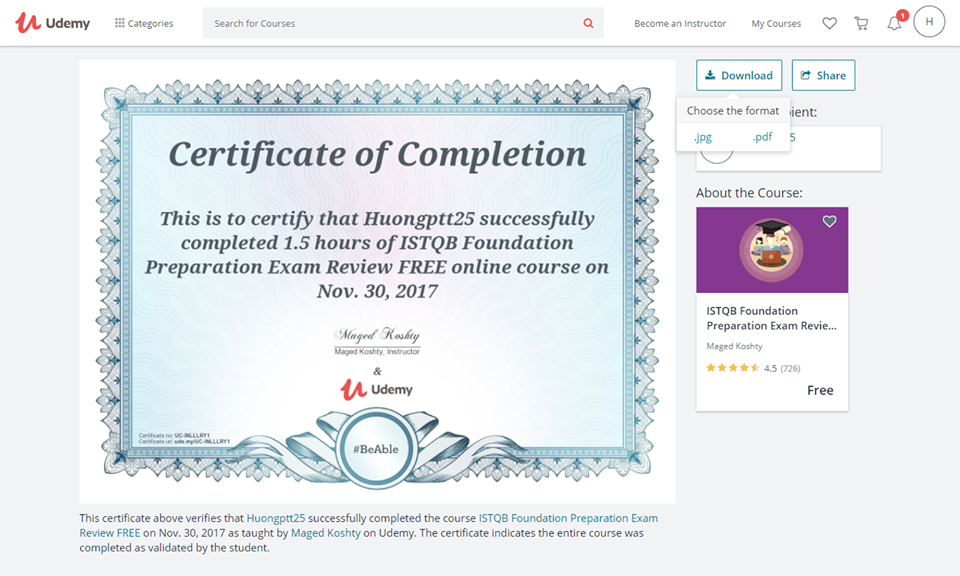 Udemy
Categories
Search for Courses
Become an Instructor
My Courses
1
H
Download
Share
Choose the format
.jpg
.pdf
5
About the Course:
Certificate of Completion
This is to certify that Huongptt25 successfully
completed 1.5 hours of ISTQB Foundation
Preparation Exam Review FREE online course on
Nov. 30, 2017
Maged Koshty
Maged Koshty, Instructor
&
Udemy
Certificate no: UC-INLLLRY1
Certificate url: ude.my/UC-INLLLRY1
#BeAble
ISTQB Foundation
Preparation Exam Revie...
Maged Koshty
4.5 (726)
Free
This certificate above verifies that Huongptt25 successfully completed the course ISTQB Foundation Preparation Exam
Review FREE on Nov. 30, 2017 as taught by Maged Koshty on Udemy. The certificate indicates the entire course was
completed as validated by the student.